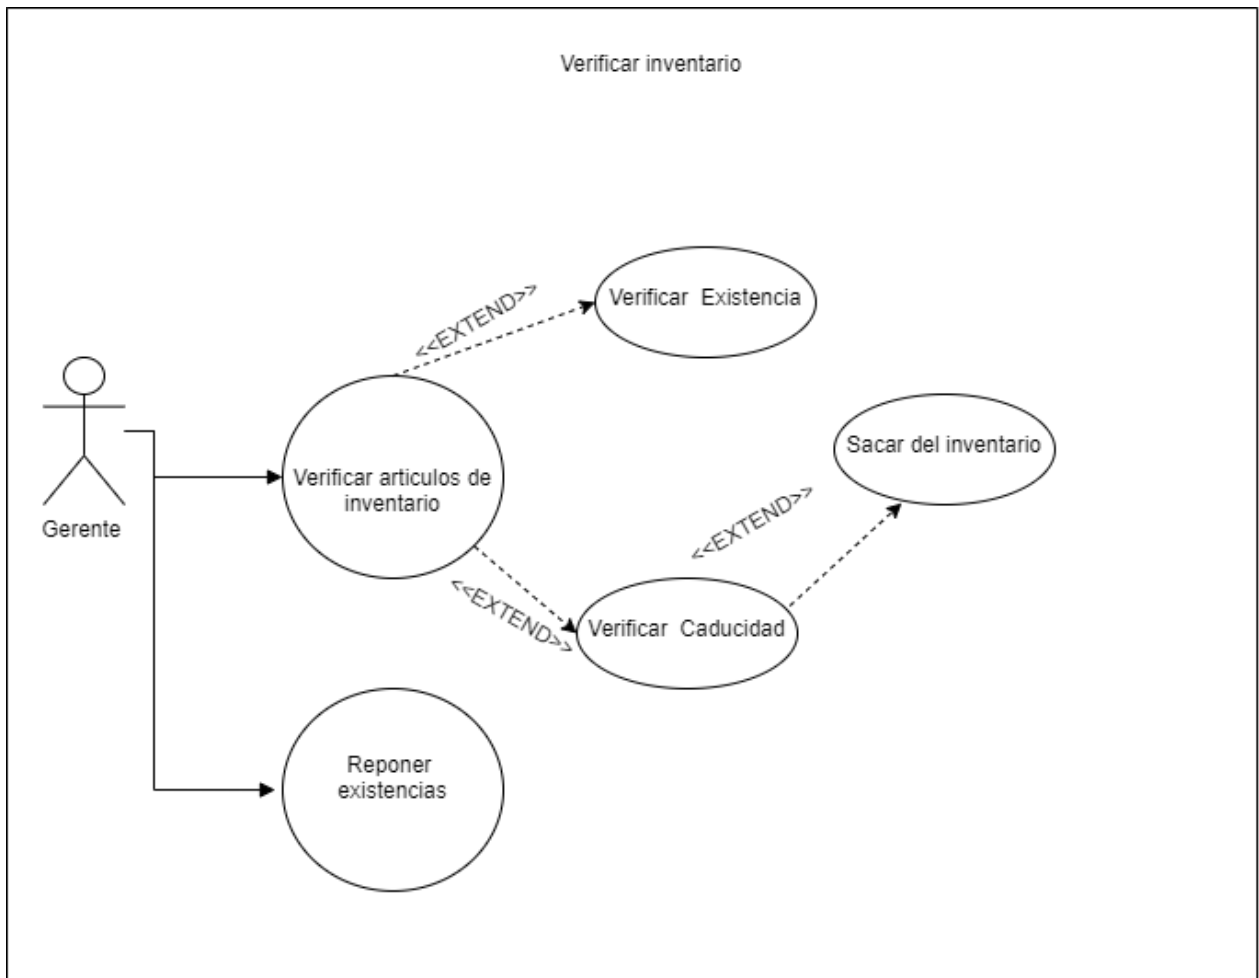 Verificar inventario
<<EXTEND>>
Verificar Existencia
Sacar del inventario
Verificar articulos de
inventario
<<EXTEND>>
Gerente
<<EXTEND>>
Verificar Caducidad
Reponer
existencias